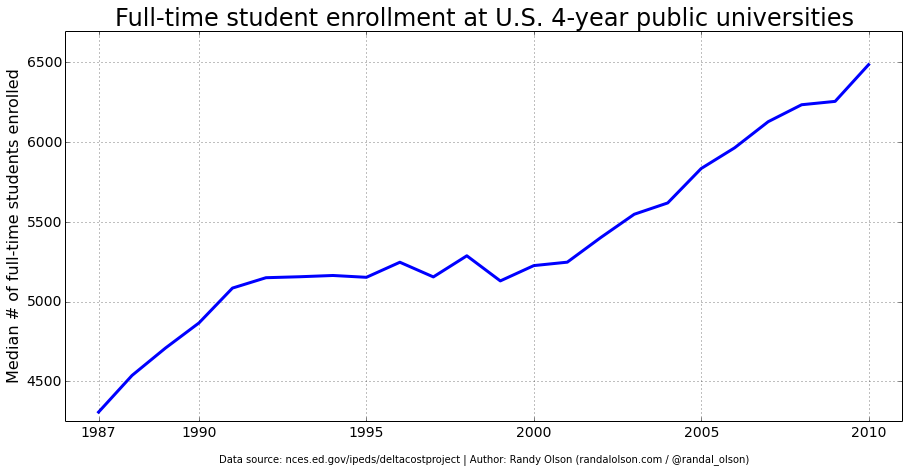 Full-time student enrollment at U.S. 4-year public universities
Median # of full-time students enrolled
6500
6000
5500
5000
4500
1987 1990 1995 2000 2005 2010
Data source: nces.ed.gov/ipeds/deltacostproject | Author: Randy Olson (randalolson.com / @randal_olson)